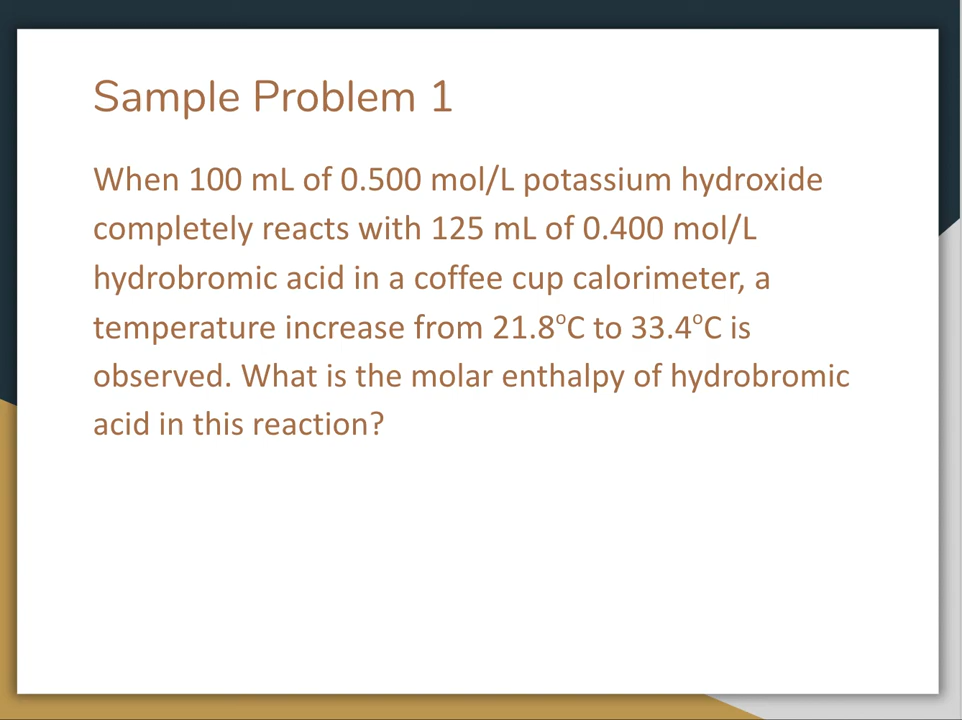 Sample Problem 1
When 100 mL of 0.500 mol/L potassium hydroxide
completely reacts with 125 mL of 0.400 mol/L
hydrobromic acid in a coffee cup calorimeter, a
temperature increase from 21.8ºC to 33.4ºC is
observed. What is the molar enthalpy of hydrobromic
acid in this reaction?